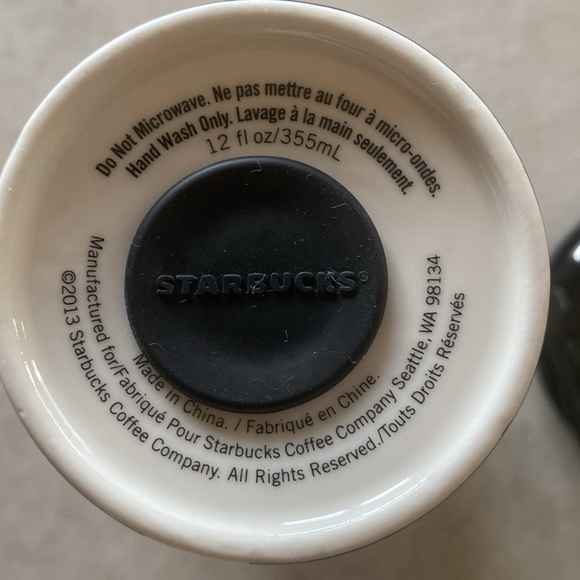 Do Not Microwave. Ne pas mettre au four à micro-ondes.
Hand Wash Only. Lavage à la main seulement.
12 fl oz/355mL
STARBUCKS®
Made in China. / Fabriqué en Chine.
Manufactured for/Fabriqué Pour Starbucks Coffee Company Seattle, WA 98134
©2013 Starbucks Coffee Company. All Rights Reserved./Touts Droits Réservés